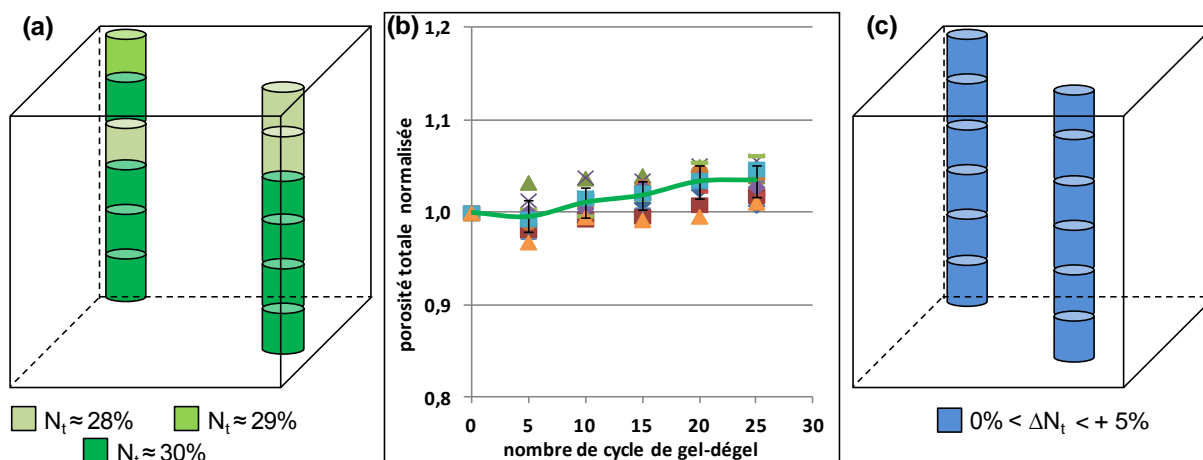 (a)
(b)
(c)
1,2
1,1
1,0
0,9
0,8
porosité totale normalisée
0 5 10 15 20 25 30
nombre de cycle de gel-dégel
Nt ≈ 28%
Nt ≈ 29%
Nt ≈ 30%
0% < ΔNt < + 5%